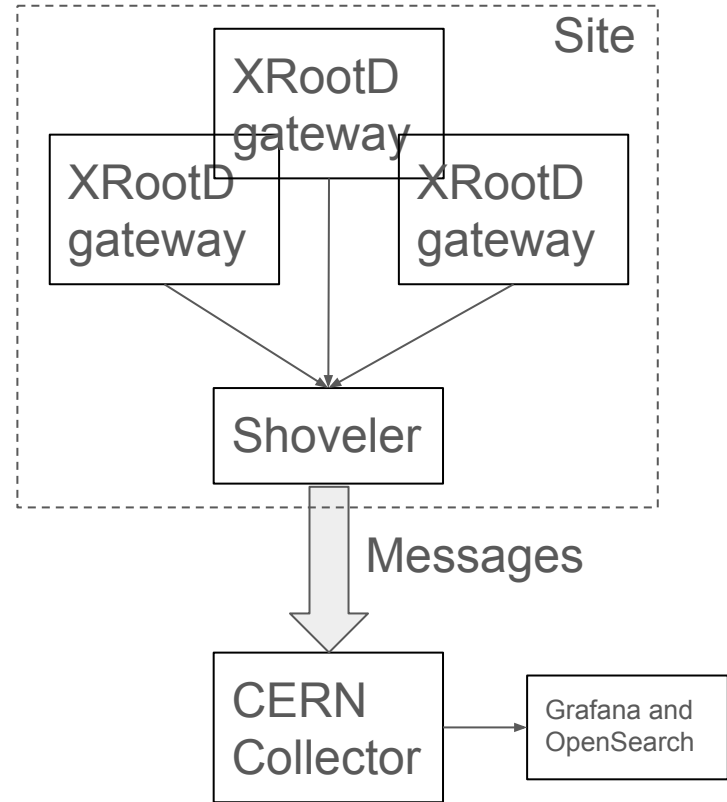 Site
XRootD
gateway
XRootD
gateway
XRootD
gateway
Shoveler
Messages
CERN
Collector
Grafana and
OpenSearch